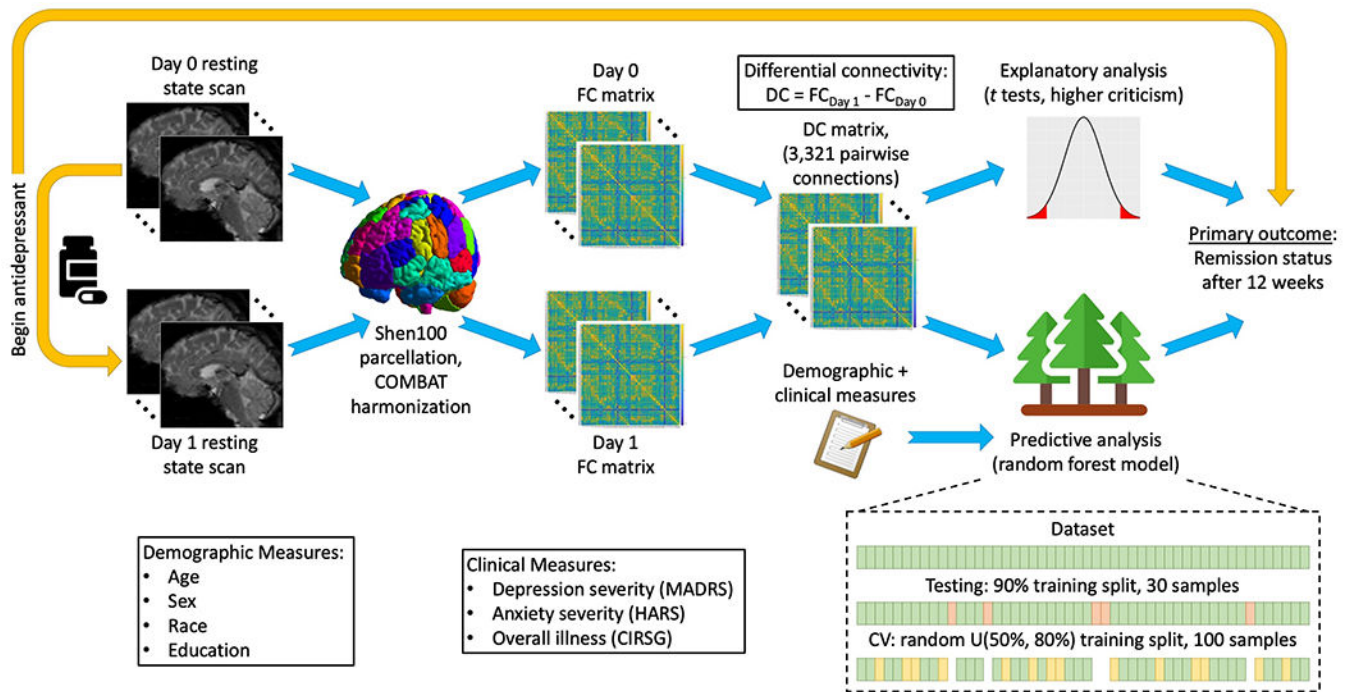 Begin antidepressant
Day 0 resting
state scan
Day 1 resting
state scan
Shen100
parcellation,
COMBAT
harmonization
Day 0
FC matrix
Day 1
FC matrix
Differential connectivity:
DC = FC_Day 1 - FC_Day 0
DC matrix,
(3,321 pairwise
connections)
Demographic +
clinical measures
Explanatory analysis
(t tests, higher criticism)
Predictive analysis
(random forest model)
Primary outcome:
Remission status
after 12 weeks
Demographic Measures:
• Age
• Sex
• Race
• Education
Clinical Measures:
• Depression severity (MADRS)
• Anxiety severity (HARS)
• Overall illness (CIRSG)
Dataset
Testing: 90% training split, 30 samples
CV: random U(50%, 80%) training split, 100 samples